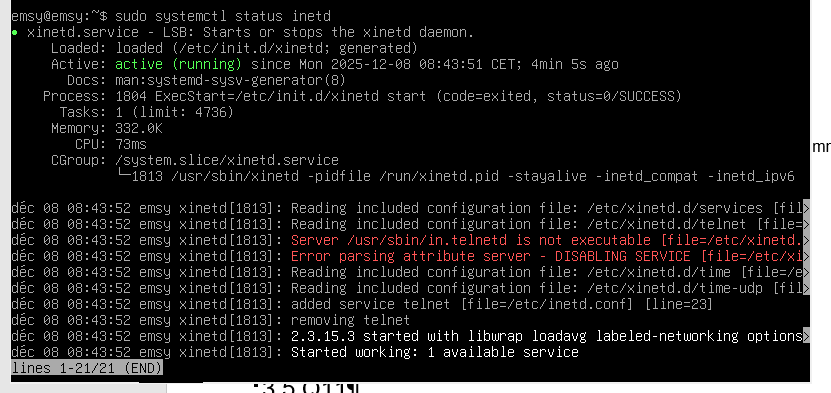 emsy@emsy:~$ sudo systemctl status inetd
● xinetd.service - LSB: Starts or stops the xinetd daemon.
Loaded: loaded (/etc/init.d/xinetd; generated)
Active: active (running) since Mon 2025-12-08 08:43:51 CET; 4min 5s ago
Docs: man:systemd-sysv-generator(8)
Process: 1804 ExecStart=/etc/init.d/xinetd start (code=exited, status=0/SUCCESS)
Tasks: 1 (limit: 4736)
Memory: 332.0K
CPU: 73ms
CGroup: /system.slice/xinetd.service
└─1813 /usr/sbin/xinetd -pidfile /run/xinetd.pid -stayalive -inetd_compat -inetd_ipv6
déc 08 08:43:52 emsy xinetd[1813]: Reading included configuration file: /etc/xinetd.d/services [fil>
déc 08 08:43:52 emsy xinetd[1813]: Reading included configuration file: /etc/xinetd.d/telnet [file=>
déc 08 08:43:52 emsy xinetd[1813]: Server /usr/sbin/in.telnetd is not executable [file=/etc/xinetd.>
déc 08 08:43:52 emsy xinetd[1813]: Error parsing attribute server - DISABLING SERVICE [file=/etc/xi>
déc 08 08:43:52 emsy xinetd[1813]: Reading included configuration file: /etc/xinetd.d/time [file=/e>
déc 08 08:43:52 emsy xinetd[1813]: Reading included configuration file: /etc/xinetd.d/time-udp [fil>
déc 08 08:43:52 emsy xinetd[1813]: added service telnet [file=/etc/inetd.conf] [line=23]
déc 08 08:43:52 emsy xinetd[1813]: removing telnet
déc 08 08:43:52 emsy xinetd[1813]: 2.3.15.3 started with libwrap loadavg labeled-networking options>
déc 08 08:43:52 emsy xinetd[1813]: Started working: 1 available service
lines 1-21/21 (END)